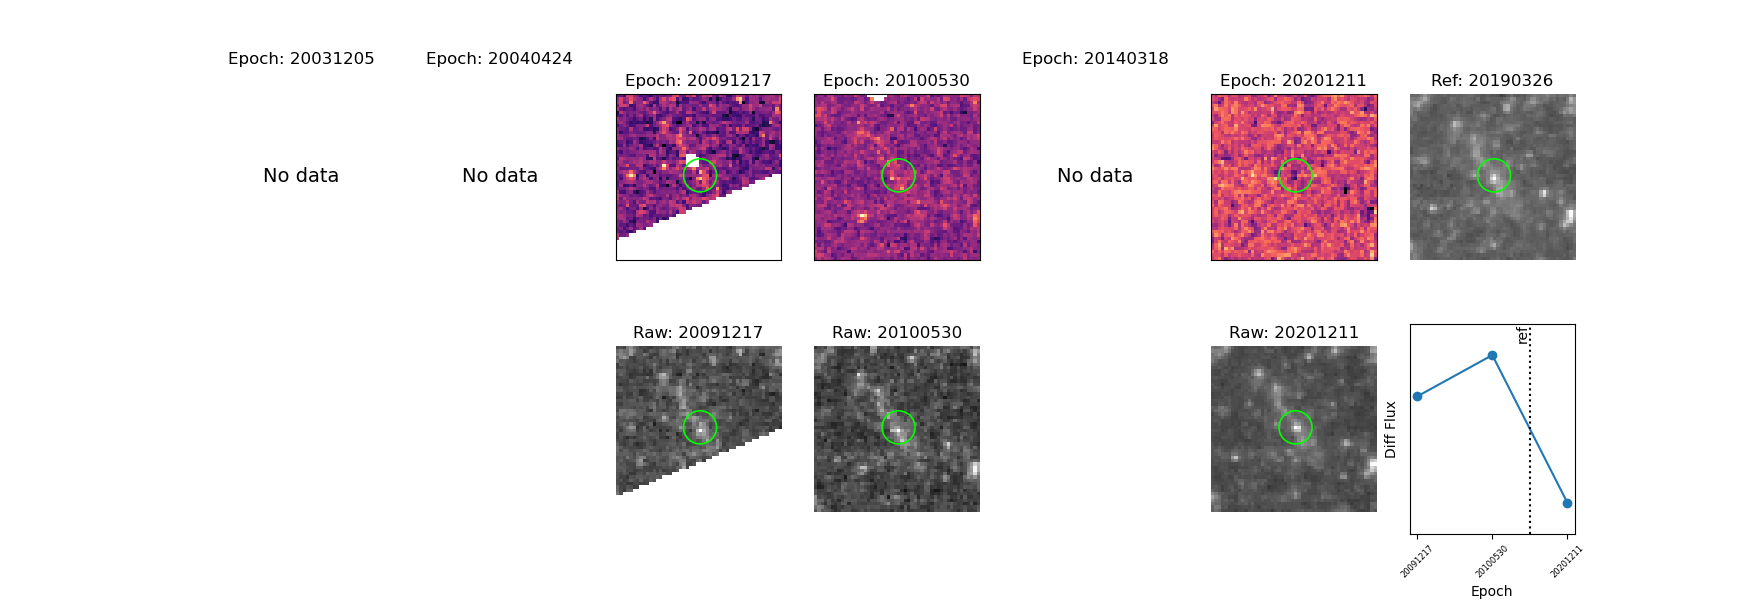 Epoch: 20031205
Epoch: 20040424
Epoch: 20140318
Epoch: 20091217
Epoch: 20100530
Epoch: 20201211
Ref: 20190326
No data
No data
No data
Raw: 20091217
Raw: 20100530
Raw: 20201211
ref
Diff Flux
20091217
20100530
20201211
Epoch